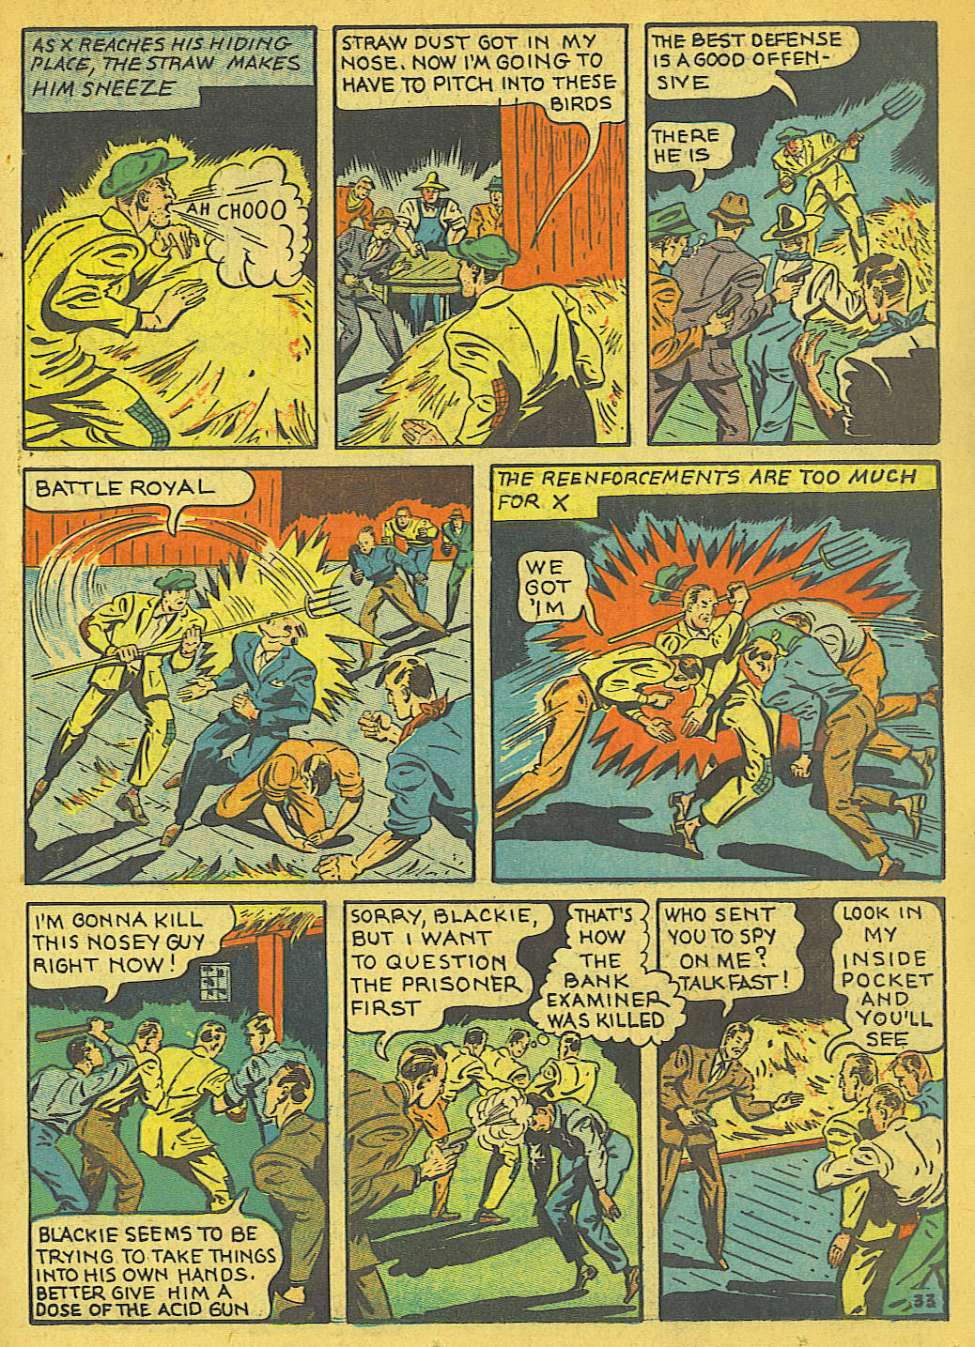 AS X REACHES HIS HIDING
PLACE, THE STRAW MAKES
HIM SNEEZE
AH CHOOO
STRAW DUST GOT IN MY
NOSE. NOW I'M GOING TO
HAVE TO PITCH INTO THESE
BIRDS
THE BEST DEFENSE
IS A GOOD OFFEN-
SIVE
THERE
HE IS
BATTLE ROYAL
THE REENFORCEMENTS ARE TOO MUCH
FOR X
WE
GOT
'IM
I'M GONNA KILL
THIS NOSEY GUY
RIGHT NOW!
BLACKIE SEEMS TO BE
TRYING TO TAKE THINGS
INTO HIS OWN HANDS.
BETTER GIVE HIM A
DOSE OF THE ACID GUN
SORRY, BLACKIE,
BUT I WANT
TO QUESTION
THE PRISONER
FIRST
THAT'S
HOW
THE
BANK
EXAMINER
WAS KILLED
WHO SENT
YOU TO SPY
ON ME?
TALK FAST!
LOOK IN
MY
INSIDE
POCKET
AND
YOU'LL
SEE
33